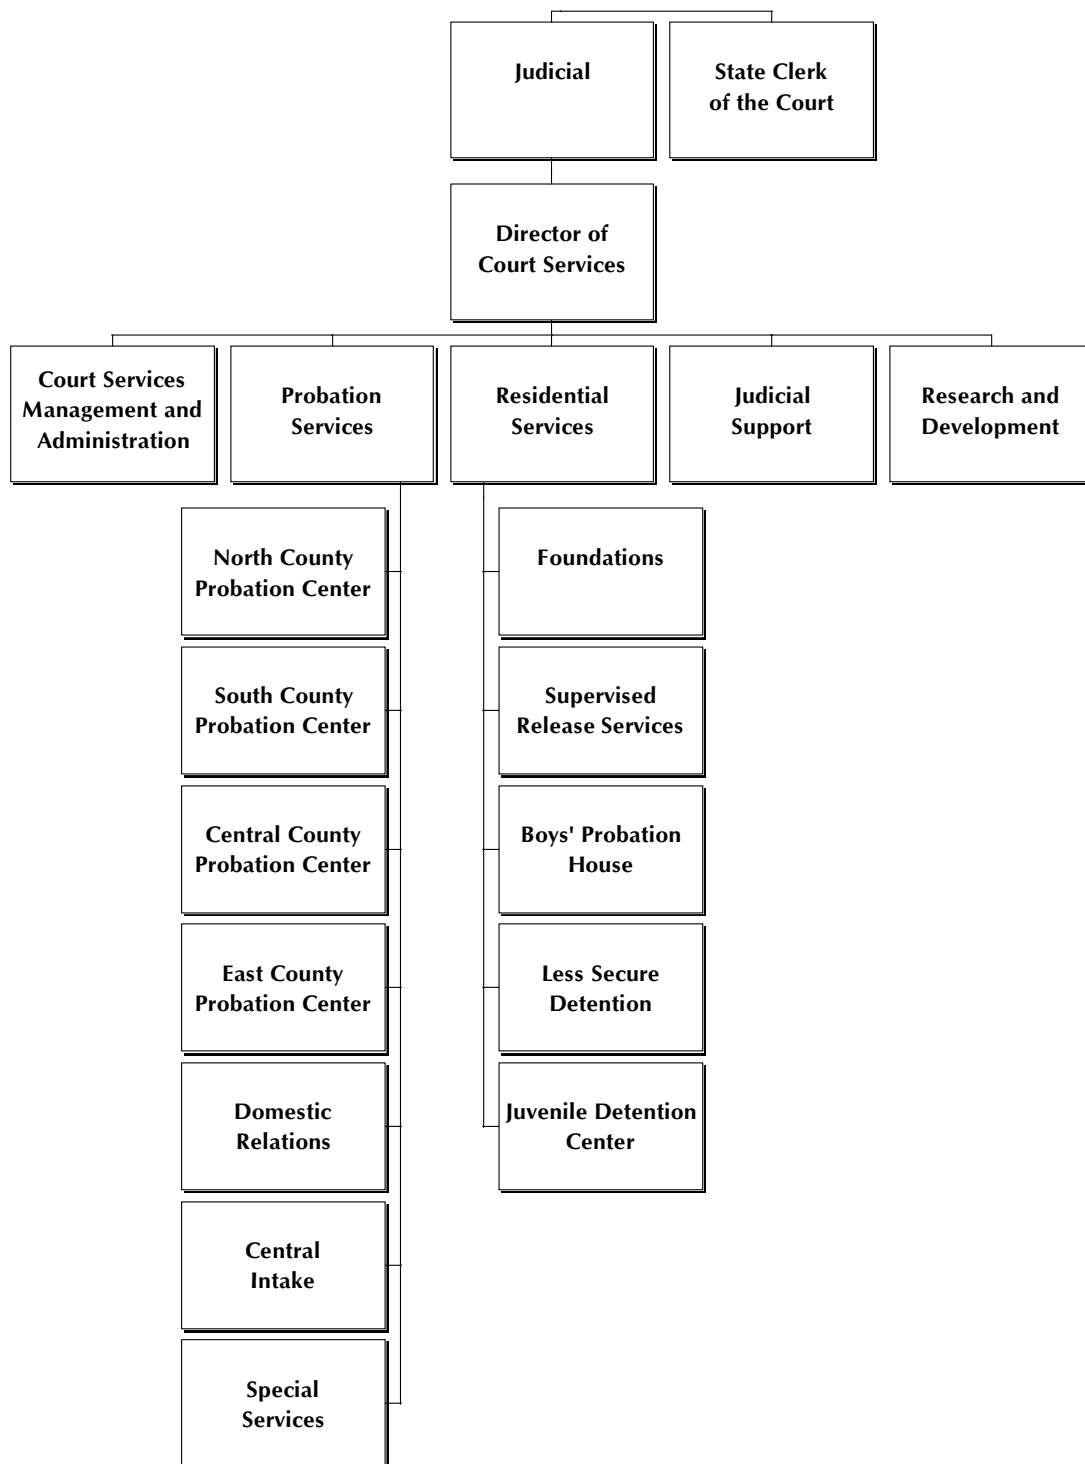 Judicial
State Clerk
of the Court
Director of
Court Services
Court Services
Management and
Administration
Probation
Services
Residential
Services
Judicial
Support
Research and
Development
North County
Probation Center
South County
Probation Center
Central County
Probation Center
East County
Probation Center
Domestic
Relations
Central
Intake
Special
Services
Foundations
Supervised
Release Services
Boys' Probation
House
Less Secure
Detention
Juvenile Detention
Center